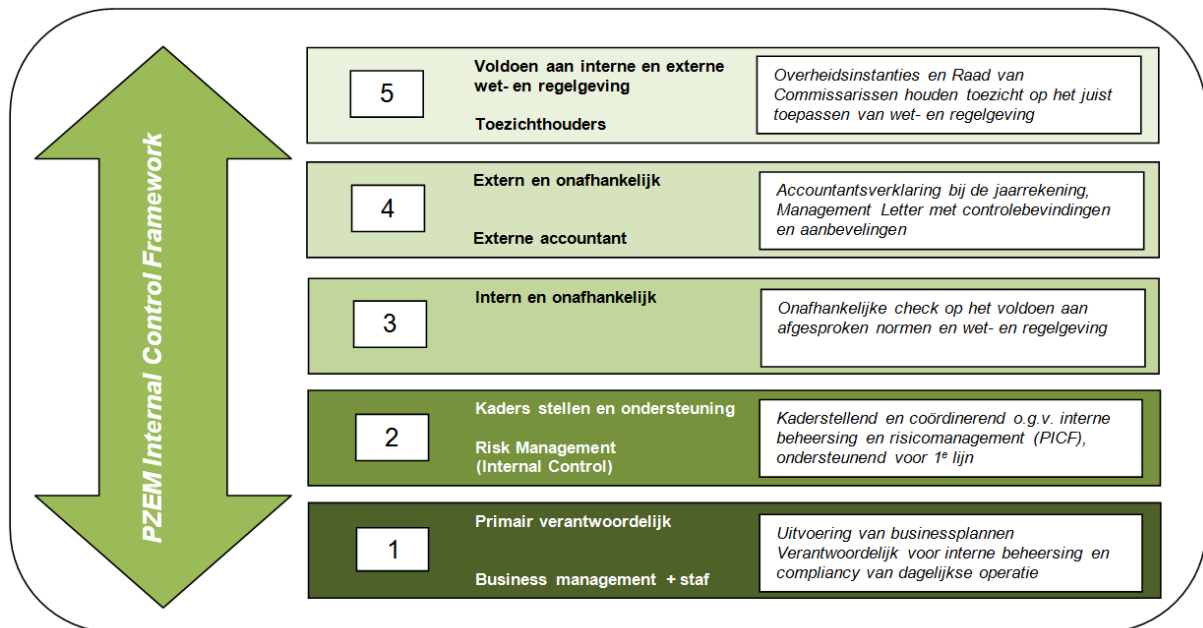 PZEM Internal Control Framework
5
Voldoen aan interne en externe
wet- en regelgeving
Toezichthouders
Overheidsinstanties en Raad van
Commissarissen houden toezicht op het juist
toepassen van wet- en regelgeving
4
Extern en onafhankelijk
Externe accountant
Accountantsverklaring bij de jaarrekening,
Management Letter met controlebevindingen
en aanbevelingen
3
Intern en onafhankelijk
Onafhankelijke check op het voldoen aan
afgesproken normen en wet- en regelgeving
2
Kaders stellen en ondersteuning
Risk Management
(Internal Control)
Kaderstellend en coördinerend o.g.v. interne
beheersing en risicomanagement (PICF),
ondersteunend voor 1e lijn
1
Primair verantwoordelijk
Business management + staf
Uitvoering van businessplannen
Verantwoordelijk voor interne beheersing en
compliancy van dagelijkse operatie